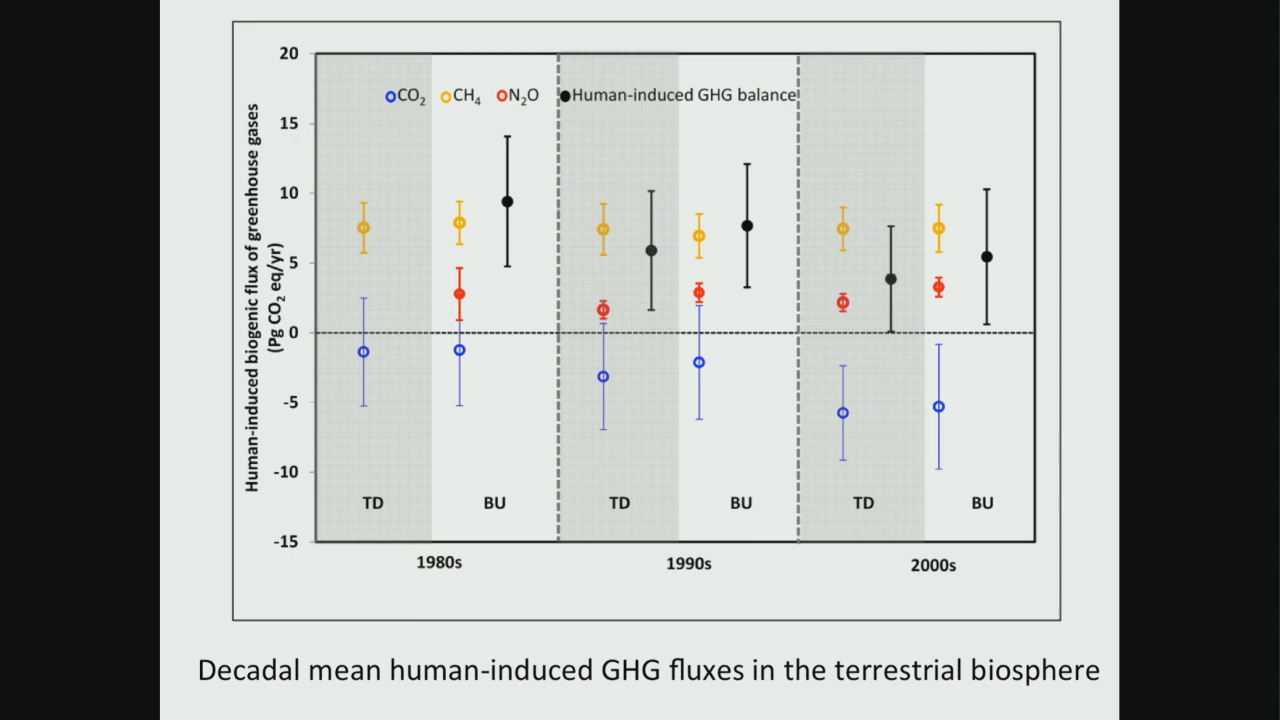 20
15
10
5
0
-5
-10
-15
Human-induced biogenic flux of greenhouse gases
(Pg CO₂ eq/yr)
CO₂ CH₄ N₂O Human-induced GHG balance
TD BU TD BU TD BU
1980s 1990s 2000s
Decadal mean human-induced GHG fluxes in the terrestrial biosphere